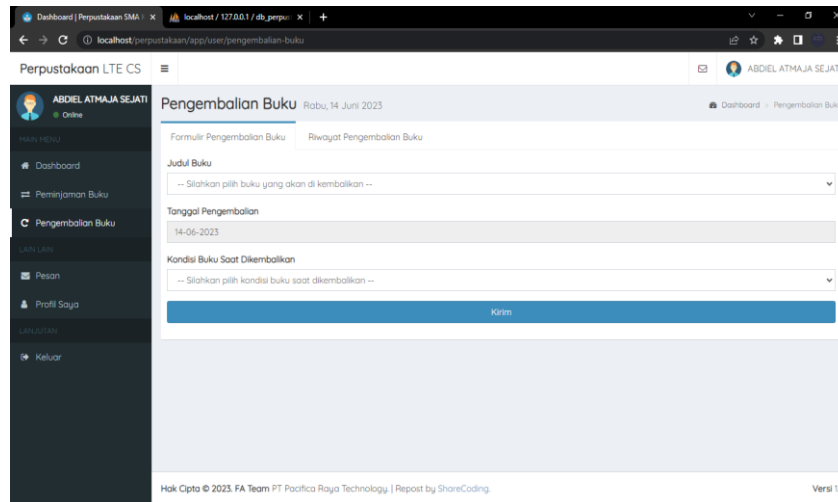 Dashboard | Perpustakaan SMA
localhost / 127.0.0.1 / db_perpus
localhost/perpustakaan/app/user/pengembalian-buku
Perpustakaan LTE CS
ABDIEL ATMAJA SEJAT
ABDIEL ATMAJA SEJATI
Online
Pengembalian Buku Rabu, 14 Juni 2023
Dashboard > Pengembalian Buk
MAIN MENU
Dashboard
Peminjaman Buku
Pengembalian Buku
LAIN LAIN
Pesan
Profil Saya
LANJUTAN
Keluar
Formulir Pengembalian Buku
Riwayat Pengembalian Buku
Judul Buku
-- Silahkan pilih buku yang akan di kembalikan --
Tanggal Pengembalian
14-06-2023
Kondisi Buku Saat Dikembalikan
-- Silahkan pilih kondisi buku saat dikembalikan --
Kirim
Hak Cipta © 2023. FA Team PT Pacifica Raya Technology. | Repost by ShareCoding.
Versi